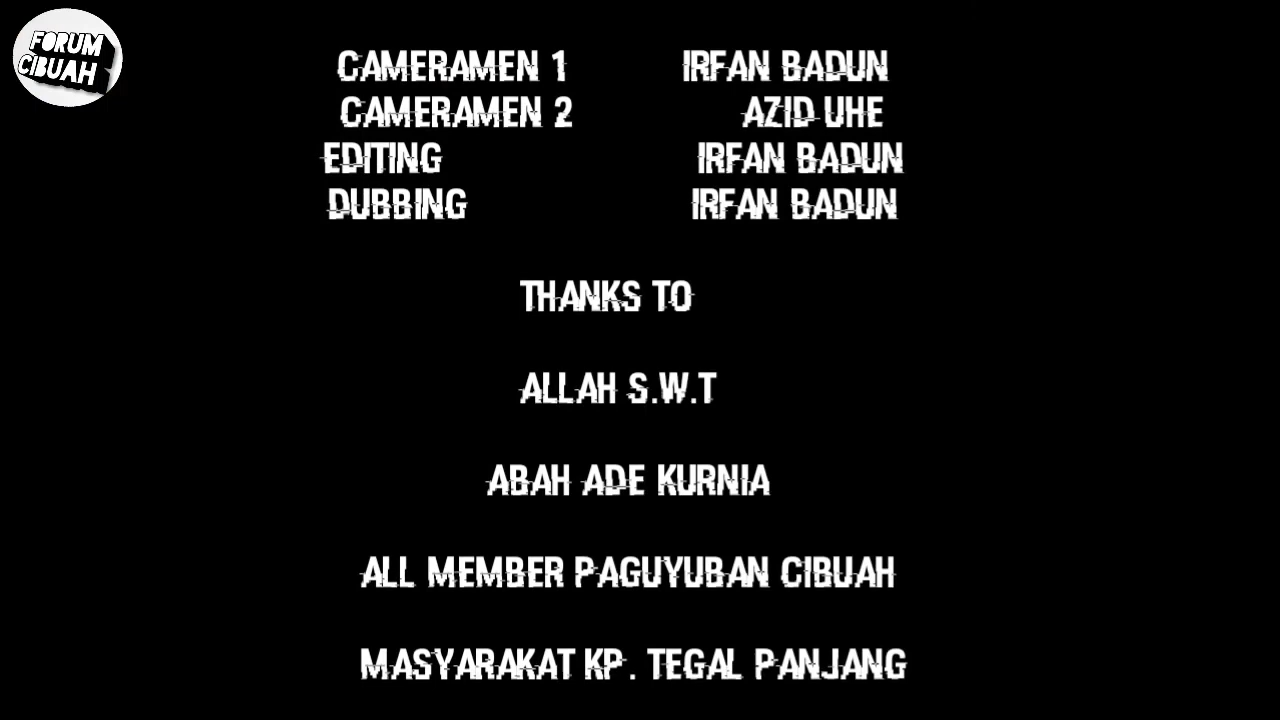 FORUM
CIBUAH
CAMERAMEN 1 IRFAN BADUN
CAMERAMEN 2 AZID UHE
EDITING IRFAN BADUN
DUBBING IRFAN BADUN
THANKS TO
ALLAH S.W.T
ABAH ADE KURNIA
ALL MEMBER PAGUYUBAN CIBUAH
MASYARAKAT KP. TEGAL PANJANG